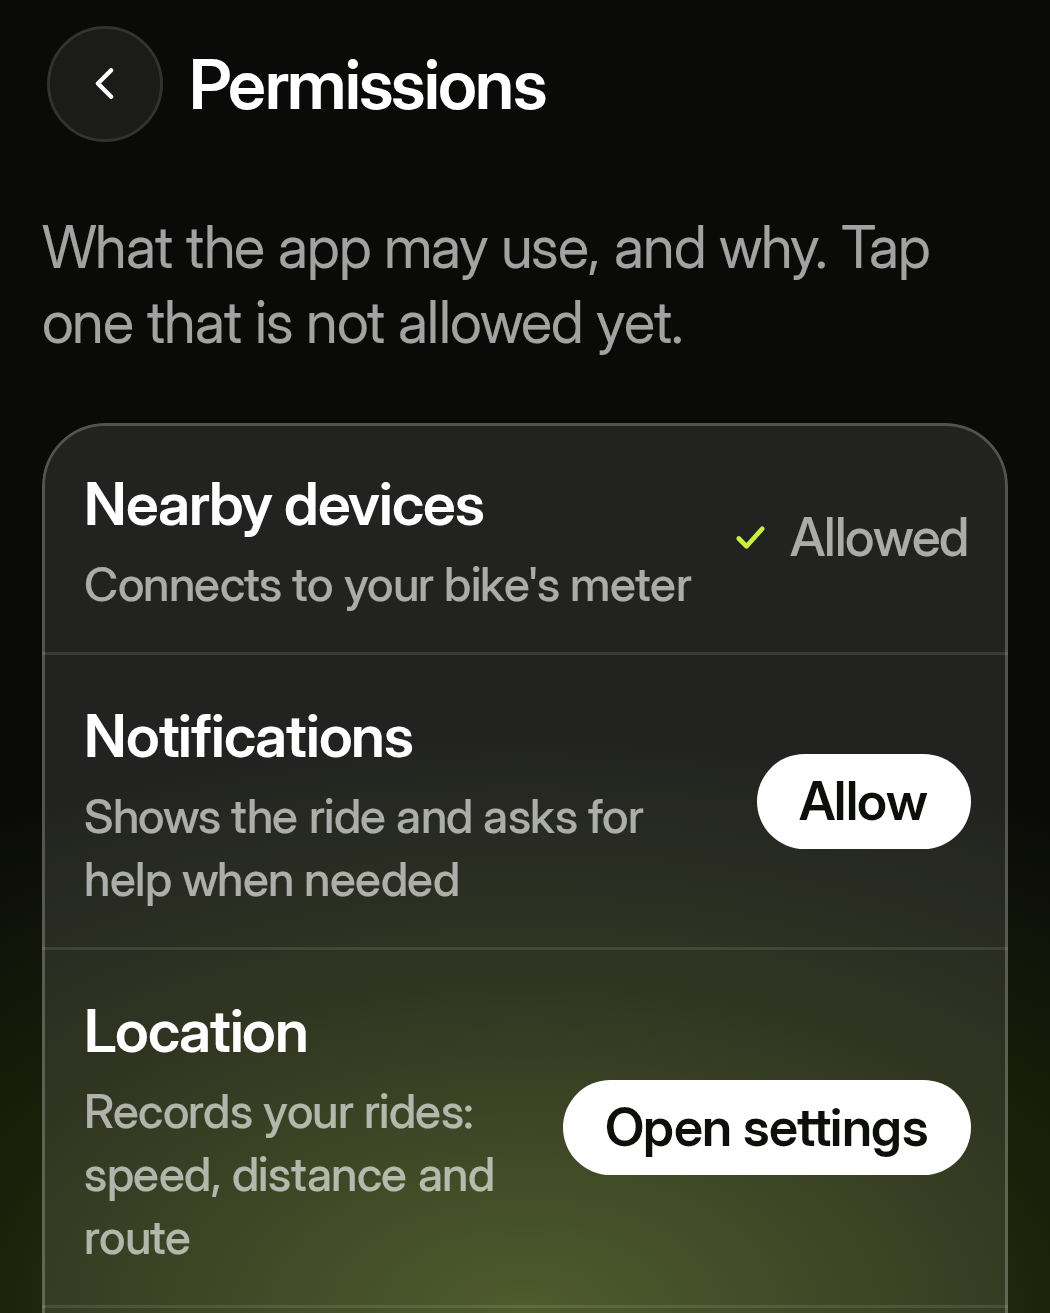 Permissions
What the app may use, and why. Tap
one that is not allowed yet.
Nearby devices
Connects to your bike's meter
Allowed
Notifications
Shows the ride and asks for
help when needed
Allow
Location
Records your rides:
speed, distance and
route
Open settings